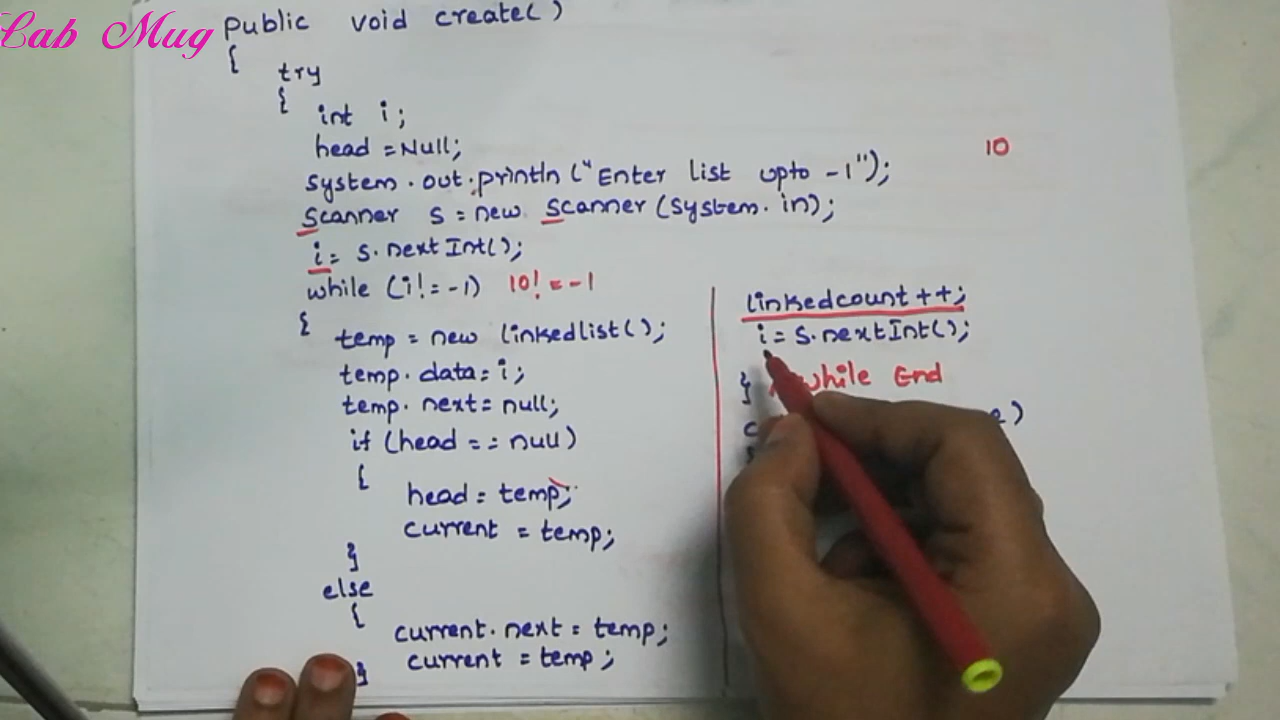 Lab Mug
public void create()
{
try
{
int i;
head = Null;
System.out.println("Enter list upto -1");
10
Scanner s = new Scanner(System.in);
i = s.nextInt();
while (i! = -1) 10! = -1
{
temp = new linkedlist();
temp.data = i;
temp.next = null;
if (head = = null)
{
head = temp;
current = temp;
}
else
{
current.next = temp;
current = temp;
}
linkedcount ++;
i = s.nextInt();
} while End
c e)